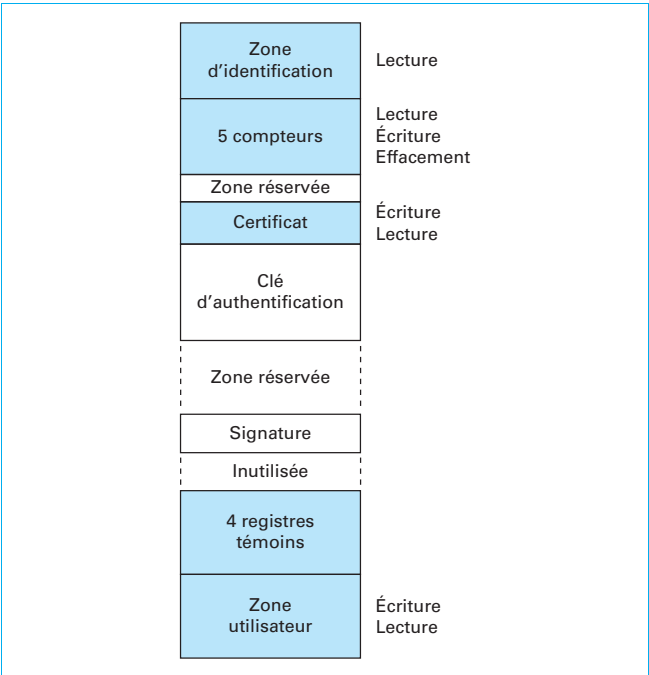 Zone
d'identification
Lecture
5 compteurs
Lecture
Écriture
Effacement
Zone réservée
Certificat
Écriture
Lecture
Clé
d'authentification
Zone réservée
Signature
Inutilisée
4 registres
témoins
Zone
utilisateur
Écriture
Lecture